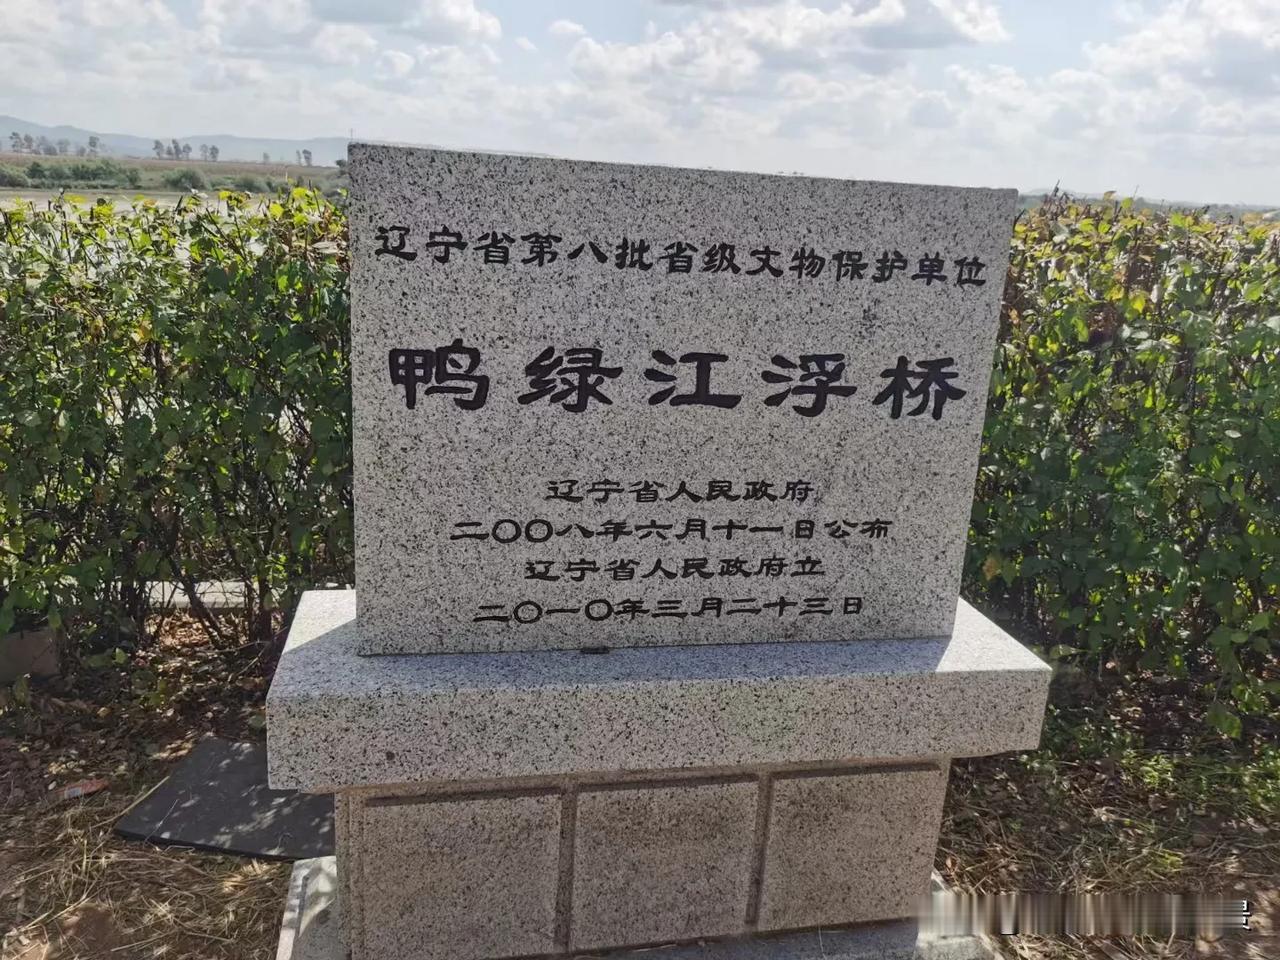 辽宁省第八批省级文物保护单位
鸭绿江浮桥
辽宁省人民政府
二〇〇八年六月十一日公布
辽宁省人民政府立
二〇一〇年三月二十三日